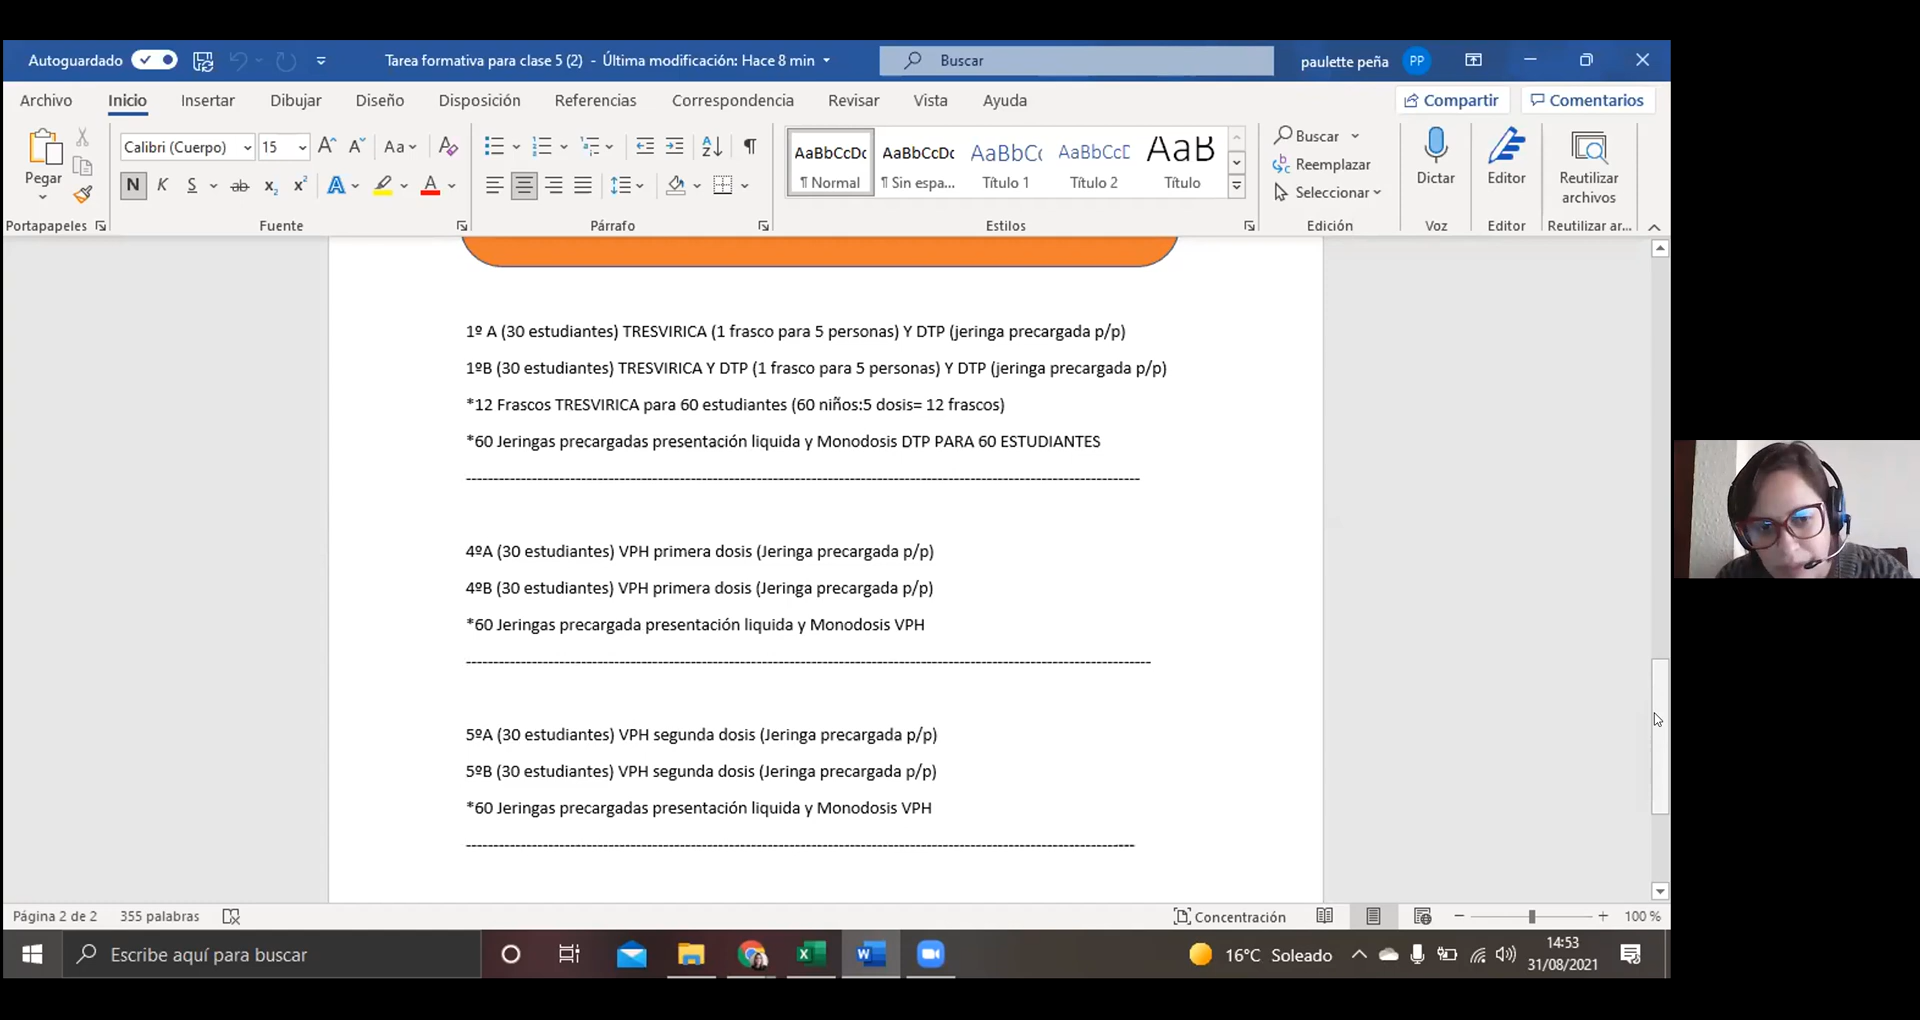 Autoguardado
Tarea formativa para clase 5 (2) - Última modificación: Hace 8 min
Buscar
paulette peña PP
Archivo Inicio Insertar Dibujar Diseño Disposición Referencias Correspondencia Revisar Vista Ayuda
Compartir Comentarios
Pegar
Calibri (Cuerpo) 15 Aa
N K S ab x₂ x² A A
AaBbCcDc AaBbCcDc AaBbCc AaBbCcD AaB
¶ Normal ¶ Sin espa... Título 1 Título 2 Título
Buscar
Reemplazar
Seleccionar
Dictar
Editor
Reutilizar
archivos
Portapapeles Fuente Párrafo Estilos Edición Voz Editor Reutilizar ar...
1º A (30 estudiantes) TRESVIRICA (1 frasco para 5 personas) Y DTP (jeringa precargada p/p)
1ºB (30 estudiantes) TRESVIRICA Y DTP (1 frasco para 5 personas) Y DTP (jeringa precargada p/p)
*12 Frascos TRESVIRICA para 60 estudiantes (60 niños:5 dosis= 12 frascos)
*60 Jeringas precargadas presentación liquida y Monodosis DTP PARA 60 ESTUDIANTES
4ºA (30 estudiantes) VPH primera dosis (Jeringa precargada p/p)
4ºB (30 estudiantes) VPH primera dosis (Jeringa precargada p/p)
*60 Jeringas precargada presentación liquida y Monodosis VPH
5ºA (30 estudiantes) VPH segunda dosis (Jeringa precargada p/p)
5ºB (30 estudiantes) VPH segunda dosis (Jeringa precargada p/p)
*60 Jeringas precargadas presentación liquida y Monodosis VPH
Página 2 de 2 355 palabras
Concentración 100 %
Escribe aquí para buscar
16°C Soleado
14:53
31/08/2021